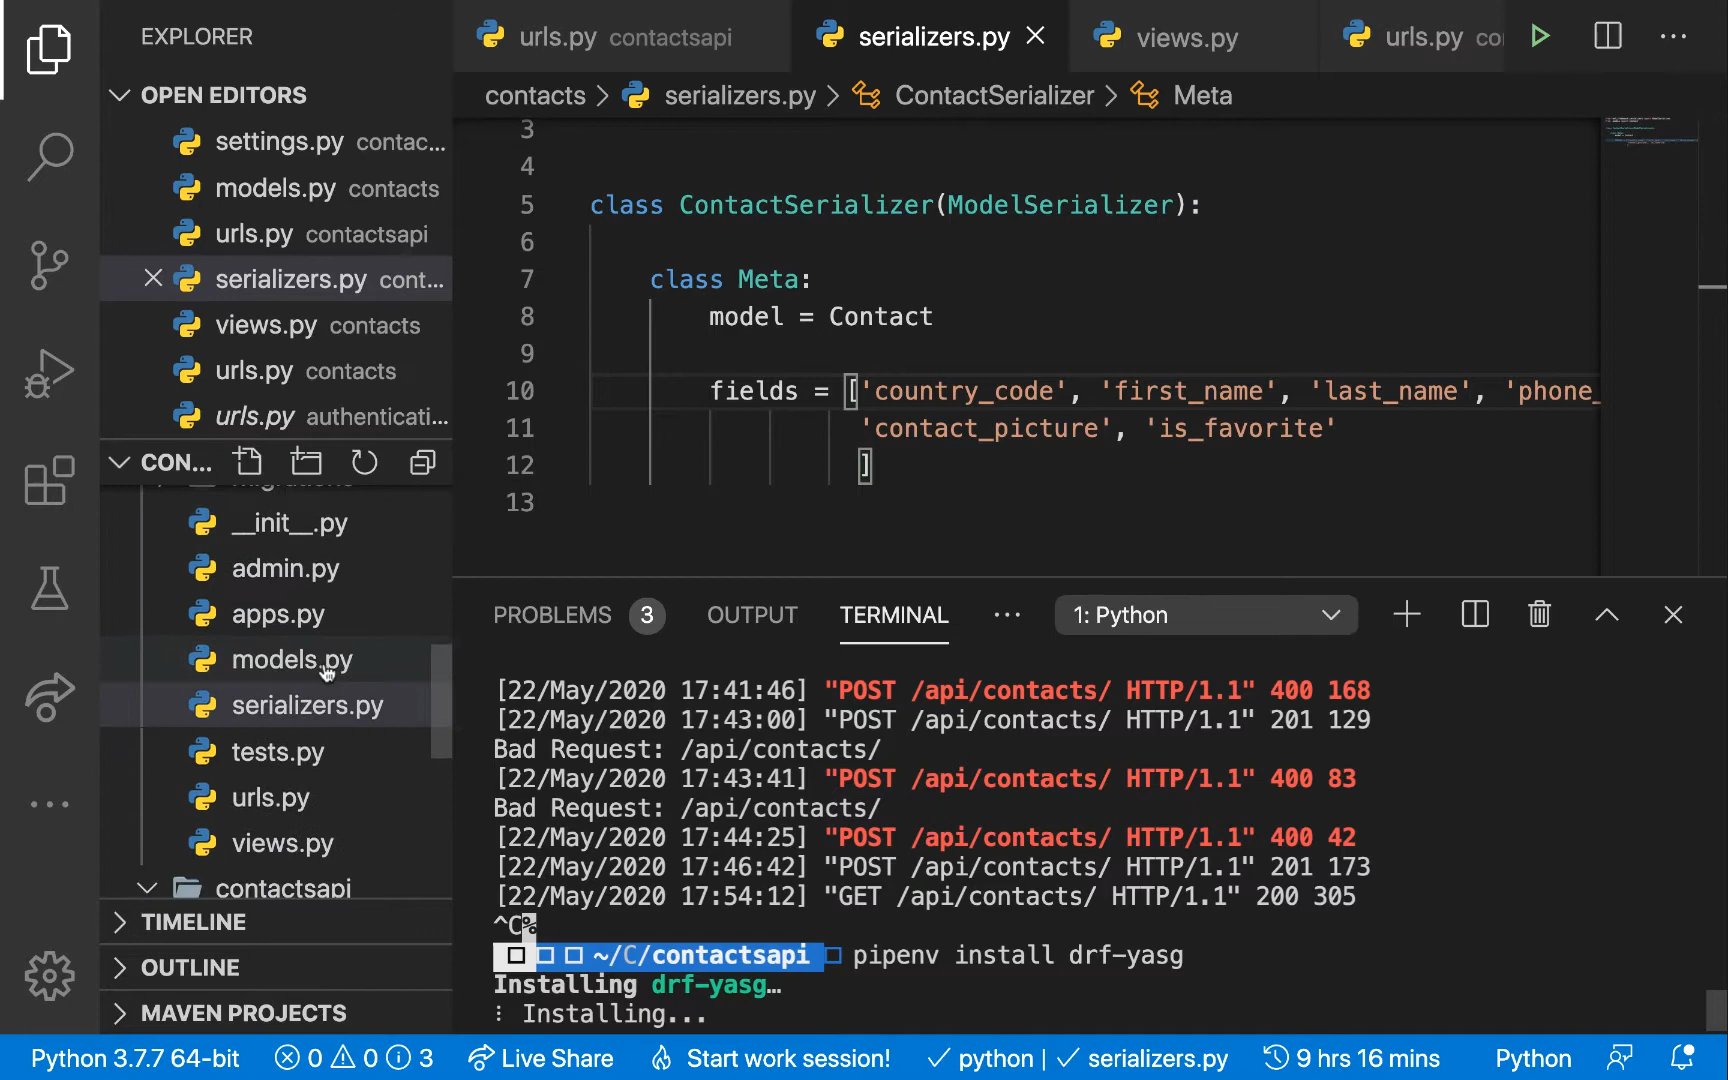 EXPLORER
OPEN EDITORS
settings.py contac...
models.py contacts
urls.py contactsapi
serializers.py cont...
views.py contacts
urls.py contacts
urls.py authenticati...
CON...
migrations
__init__.py
admin.py
apps.py
models.py
serializers.py
tests.py
urls.py
views.py
contactsapi
TIMELINE
OUTLINE
MAVEN PROJECTS
urls.py contactsapi
serializers.py
views.py
urls.py co
contacts > serializers.py > ContactSerializer > Meta
3
4
5 class ContactSerializer(ModelSerializer):
6
7 class Meta:
8 model = Contact
9
10 fields = ['country_code', 'first_name', 'last_name', 'phone_
11 'contact_picture', 'is_favorite'
12 ]
13
PROBLEMS 3 OUTPUT TERMINAL ... 1: Python
[22/May/2020 17:41:46] "POST /api/contacts/ HTTP/1.1" 400 168
[22/May/2020 17:43:00] "POST /api/contacts/ HTTP/1.1" 201 129
Bad Request: /api/contacts/
[22/May/2020 17:43:41] "POST /api/contacts/ HTTP/1.1" 400 83
Bad Request: /api/contacts/
[22/May/2020 17:44:25] "POST /api/contacts/ HTTP/1.1" 400 42
[22/May/2020 17:46:42] "POST /api/contacts/ HTTP/1.1" 201 173
[22/May/2020 17:54:12] "GET /api/contacts/ HTTP/1.1" 200 305
^C%
~/C/contactsapi pipenv install drf-yasg
Installing drf-yasg…
Installing...
Python 3.7.7 64-bit 0 0 3 Live Share Start work session! python | serializers.py 9 hrs 16 mins Python